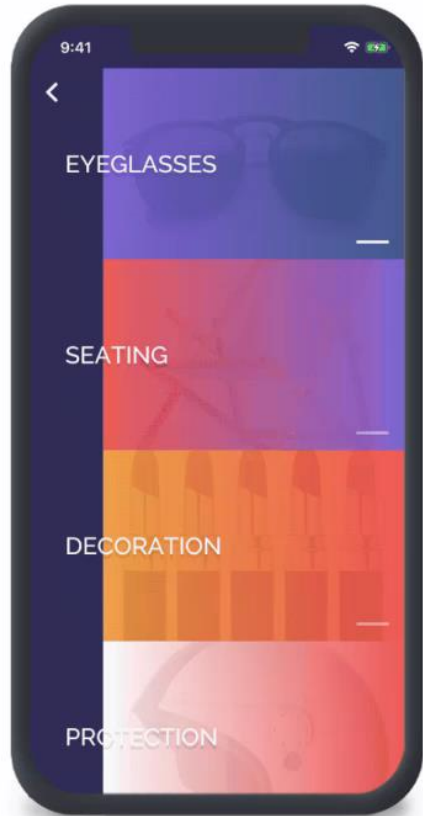 9:41
EYEGLASSES
SEATING
DECORATION
PROTECTION